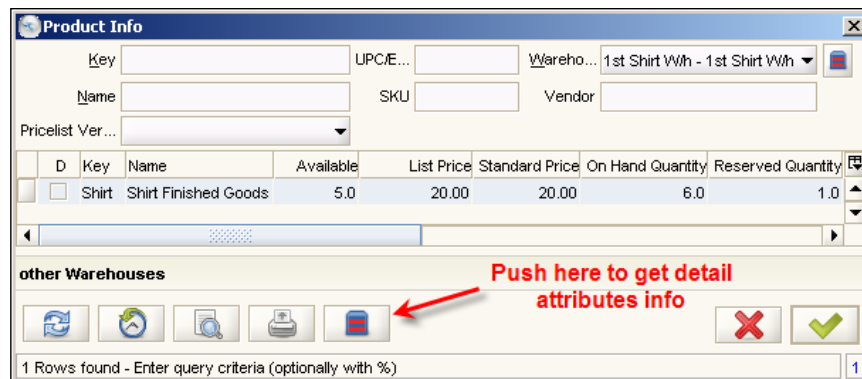 Product Info
Key UPC/E... Wareho... 1st Shirt W/h - 1st Shirt W/h
Name SKU Vendor
Pricelist Ver...
D Key Name Available List Price Standard Price On Hand Quantity Reserved Quantity
Shirt Shirt Finished Goods 5.0 20.00 20.00 6.0 1.0
other Warehouses
Push here to get detail
attributes info
1 Rows found - Enter query criteria (optionally with %) 1